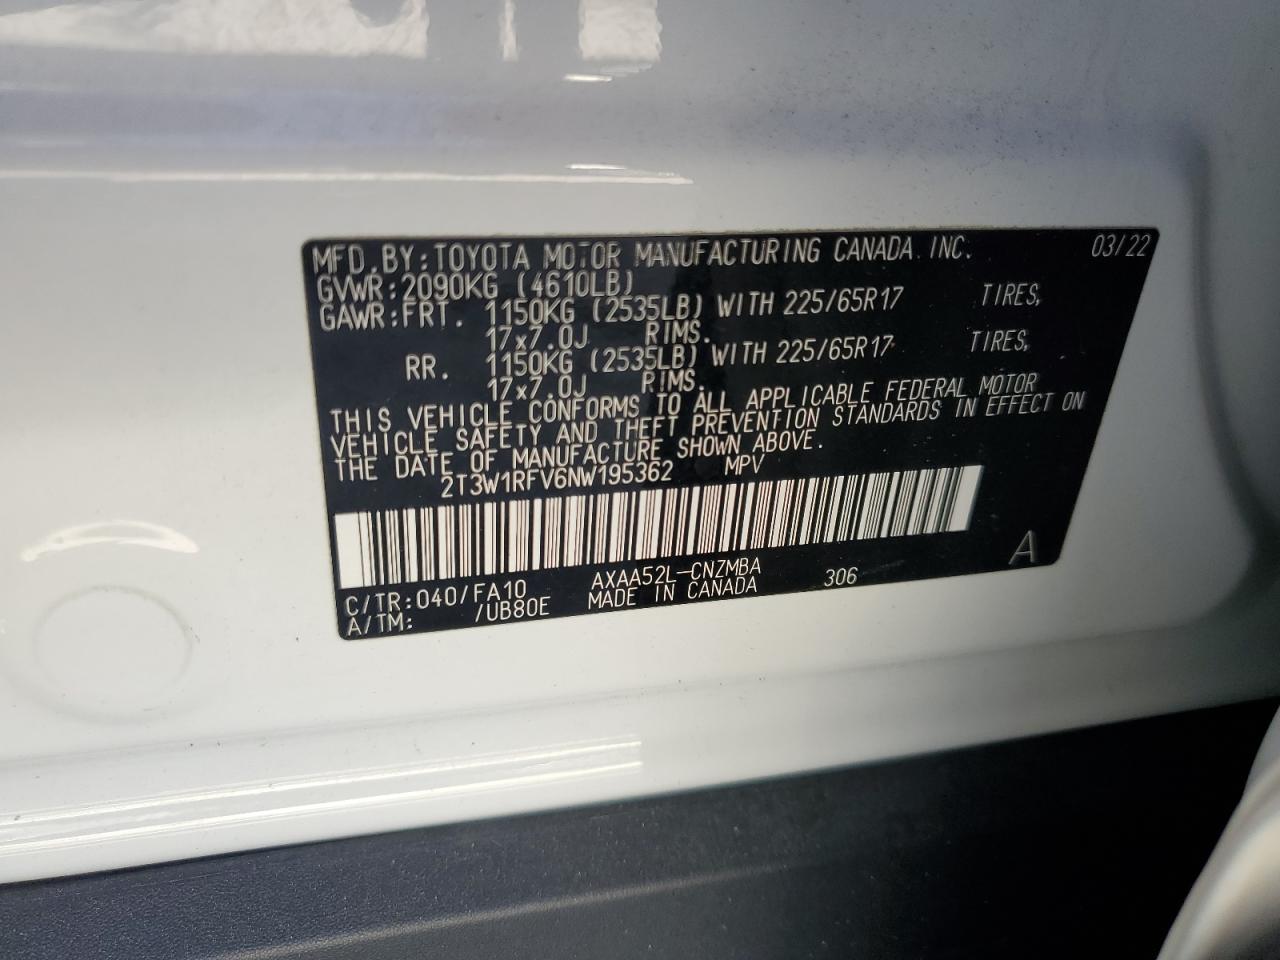 MFD.BY:TOYOTA MOTOR MANUFACTURING CANADA INC. 03/22
GVWR:2090KG (4610LB)
GAWR:FRT. 1150KG (2535LB) WITH 225/65R17 TIRES,
17x7.0J RIMS.
RR. 1150KG (2535LB) WITH 225/65R17 TIRES,
17x7.0J RIMS.
THIS VEHICLE CONFORMS TO ALL APPLICABLE FEDERAL MOTOR
VEHICLE SAFETY AND THEFT PREVENTION STANDARDS IN EFFECT ON
THE DATE OF MANUFACTURE SHOWN ABOVE.
2T3W1RFV6NW195362 MPV
C/TR:040/FA10 AXAA52L-CNZMBA 306 A
A/TM: /UB80E MADE IN CANADA